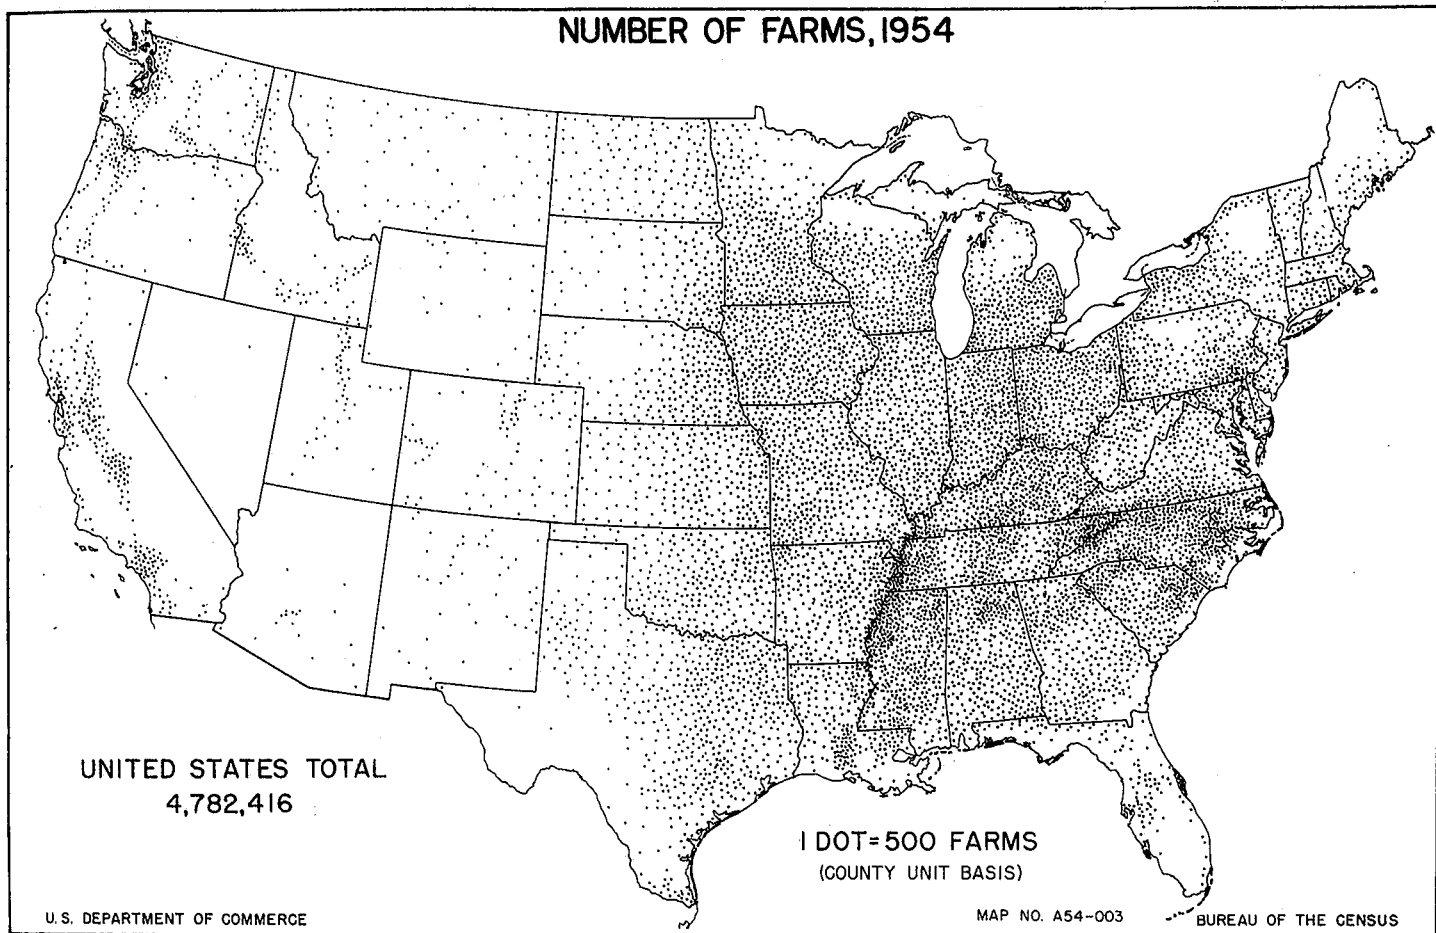 NUMBER OF FARMS, 1954
UNITED STATES TOTAL
4,782,416
1 DOT=500 FARMS
(COUNTY UNIT BASIS)
U.S. DEPARTMENT OF COMMERCE
MAP NO. A54-003
BUREAU OF THE CENSUS